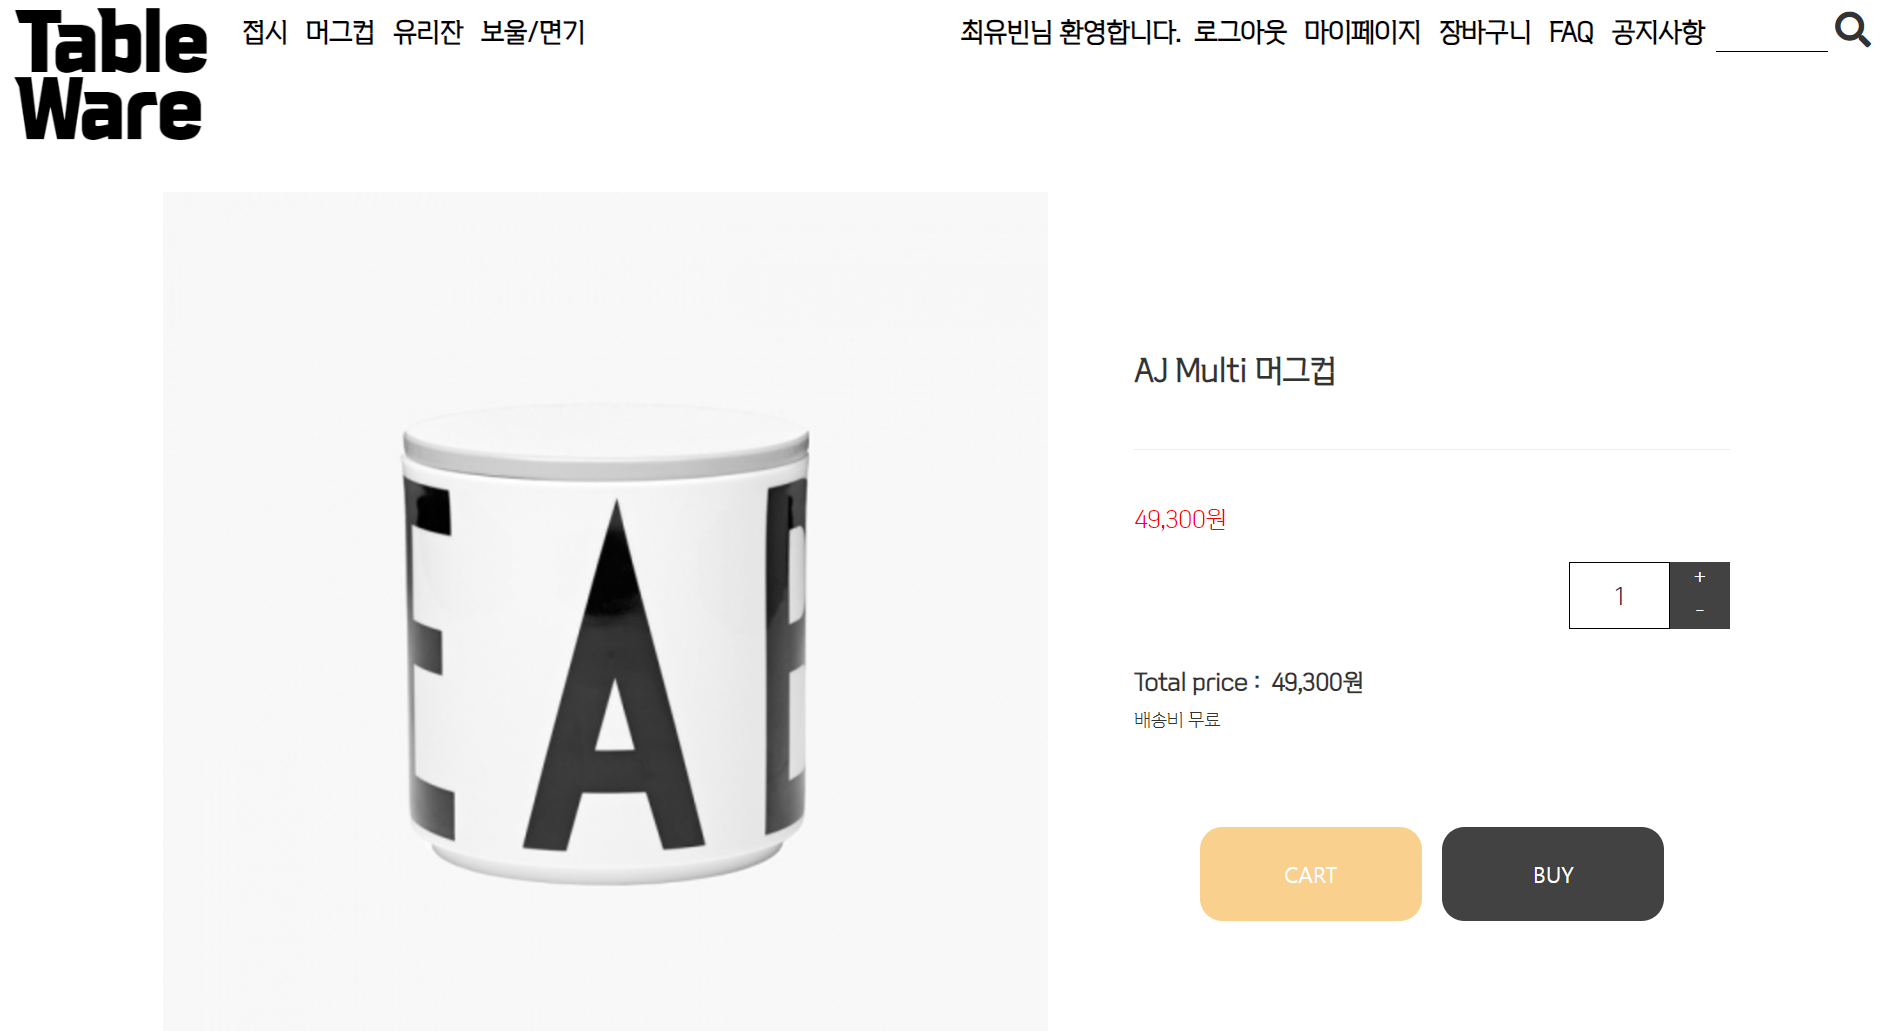 Table
Ware
접시 머그컵 유리잔 보울/면기
최유빈님 환영합니다. 로그아웃 마이페이지 장바구니 FAQ 공지사항
E A B
AJ Multi 머그컵
49,300원
1
+
-
Total price : 49,300원
배송비 무료
CART
BUY